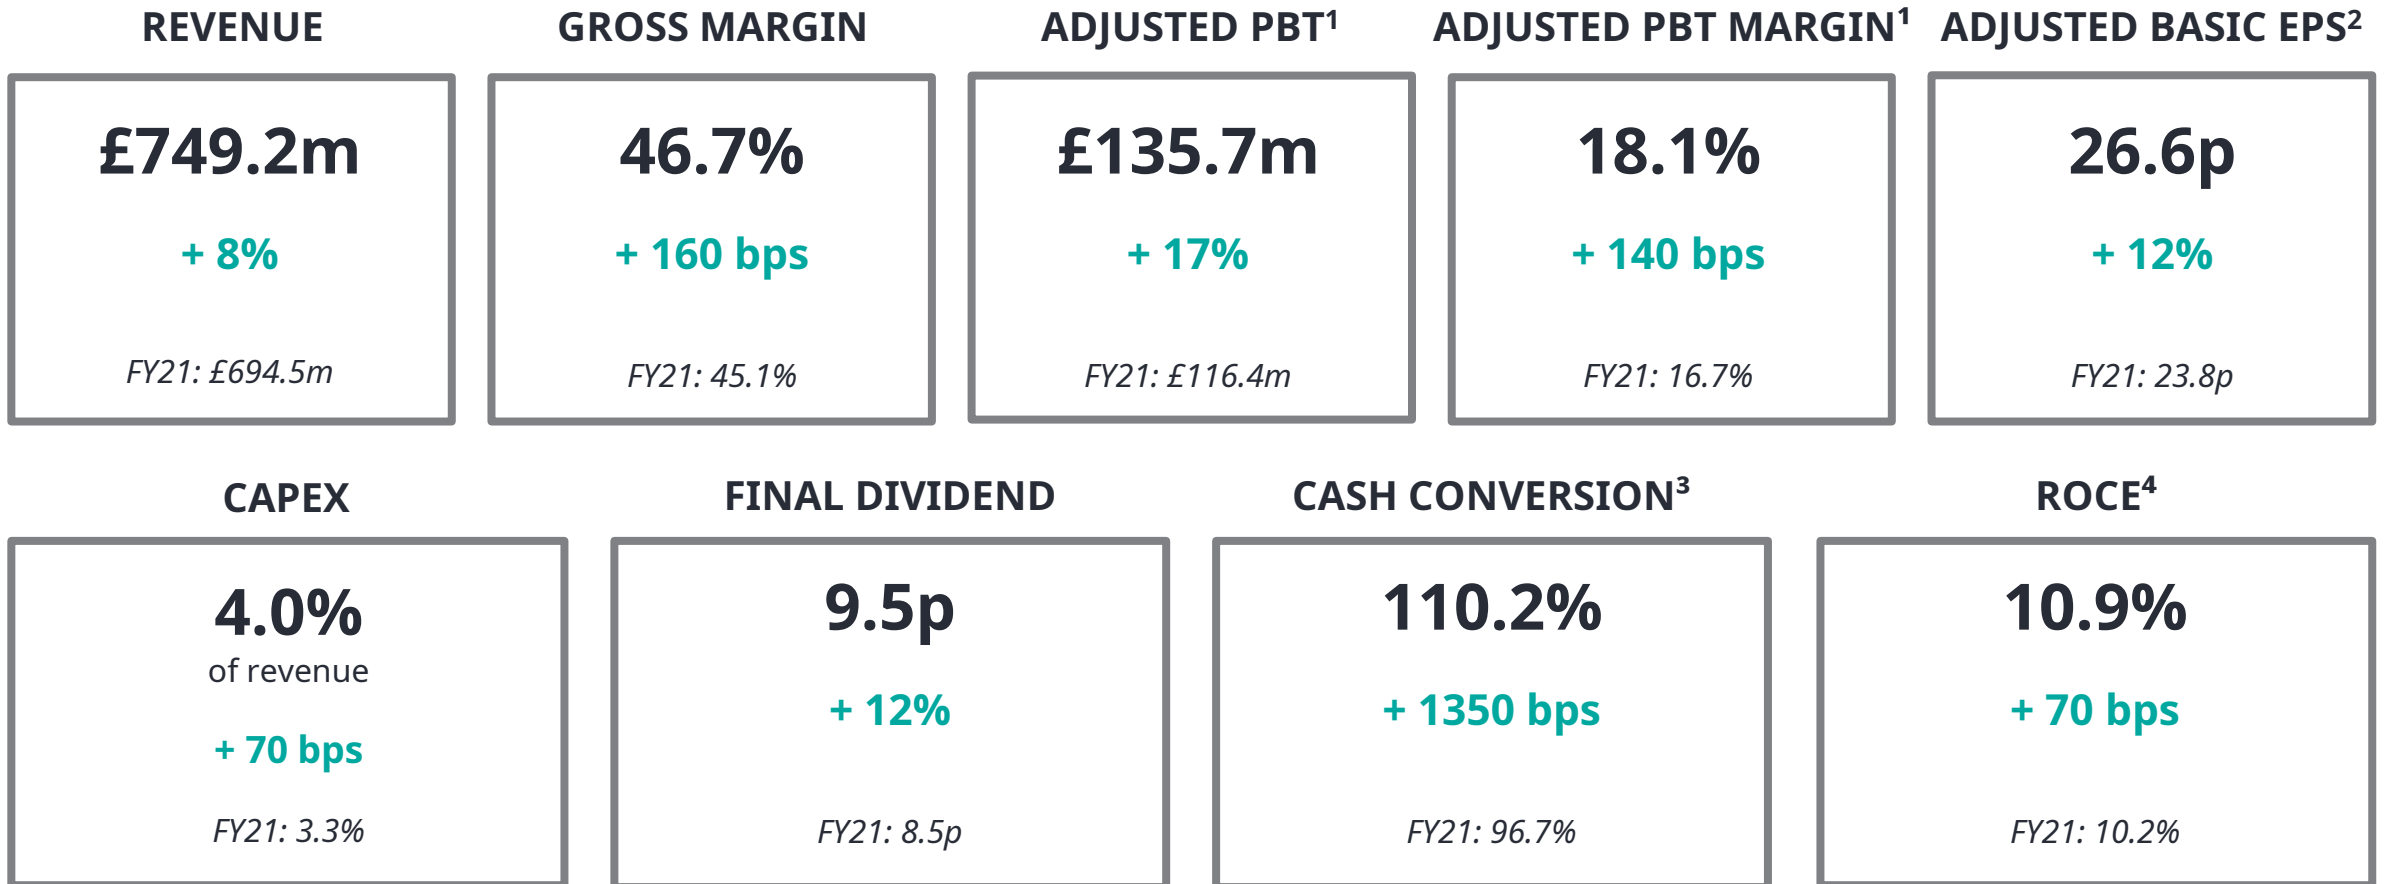 REVENUE
GROSS MARGIN
ADJUSTED PBT¹
ADJUSTED PBT MARGIN¹
ADJUSTED BASIC EPS²
£749.2m
+ 8%
FY21: £694.5m
46.7%
+ 160 bps
FY21: 45.1%
£135.7m
+ 17%
FY21: £116.4m
18.1%
+ 140 bps
FY21: 16.7%
26.6p
+ 12%
FY21: 23.8p
CAPEX
FINAL DIVIDEND
CASH CONVERSION³
ROCE⁴
4.0%
of revenue
+ 70 bps
FY21: 3.3%
9.5p
+ 12%
FY21: 8.5p
110.2%
+ 1350 bps
FY21: 96.7%
10.9%
+ 70 bps
FY21: 10.2%